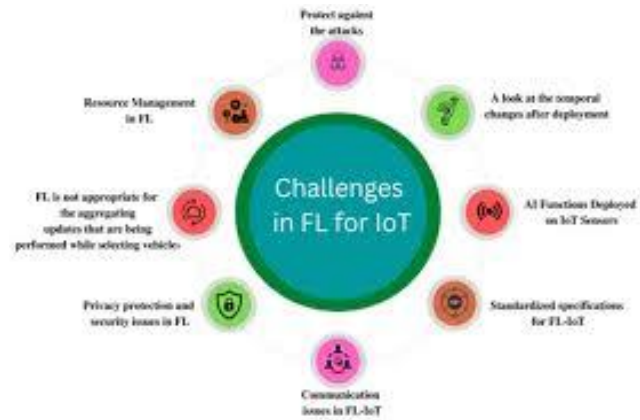 Protect against
the attacks
A look at the temporal
changes after deployment
AI Functions Deployed
on IoT Sensors
Standardized specifications
for FL-IoT
Communication
issues in FL-IoT
Privacy protection and
security issues in FL
FL is not appropriate for
the aggregating
updates that are being
performed while selecting vehicles
Resource Management
in FL
Challenges
in FL for IoT